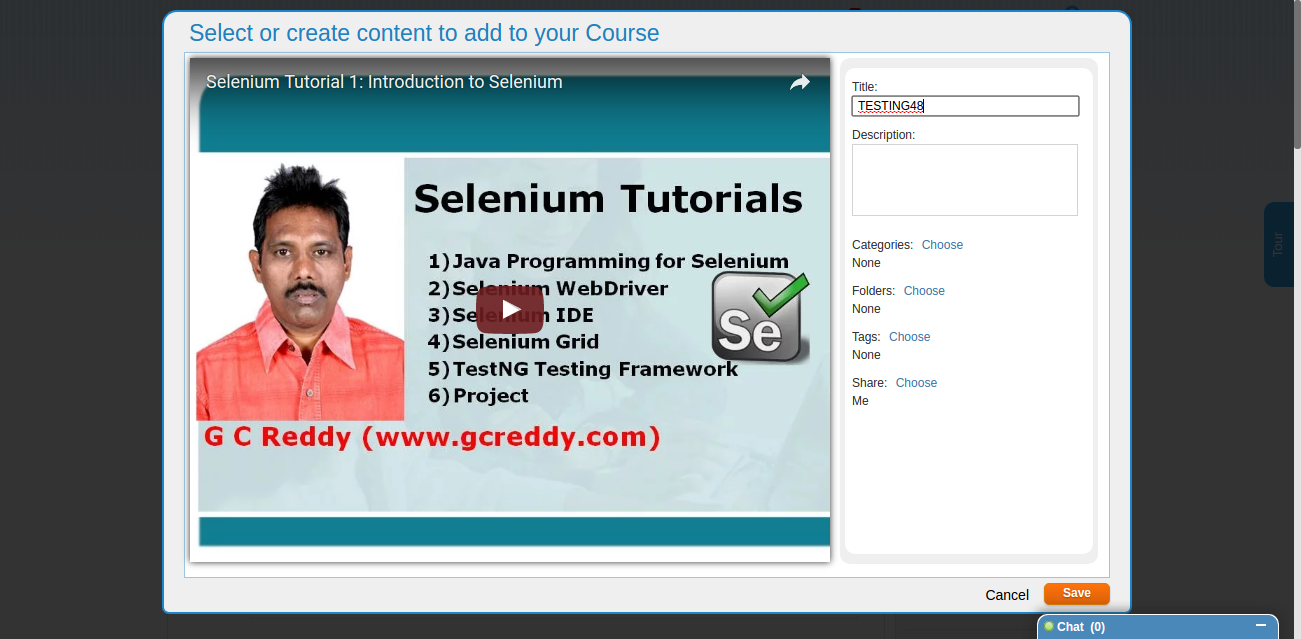 Select or create content to add to your Course
Selenium Tutorial 1: Introduction to Selenium
Selenium Tutorials
1)Java Programming for Selenium
2)Selenium WebDriver
3)Selenium IDE
4)Selenium Grid
5)TestNG Testing Framework
6)Project
Se
G C Reddy (www.gcreddy.com)
Title:
TESTING48
Description:
Categories: Choose
None
Folders: Choose
None
Tags: Choose
None
Share: Choose
Me
Cancel Save
Tour
Chat (0)